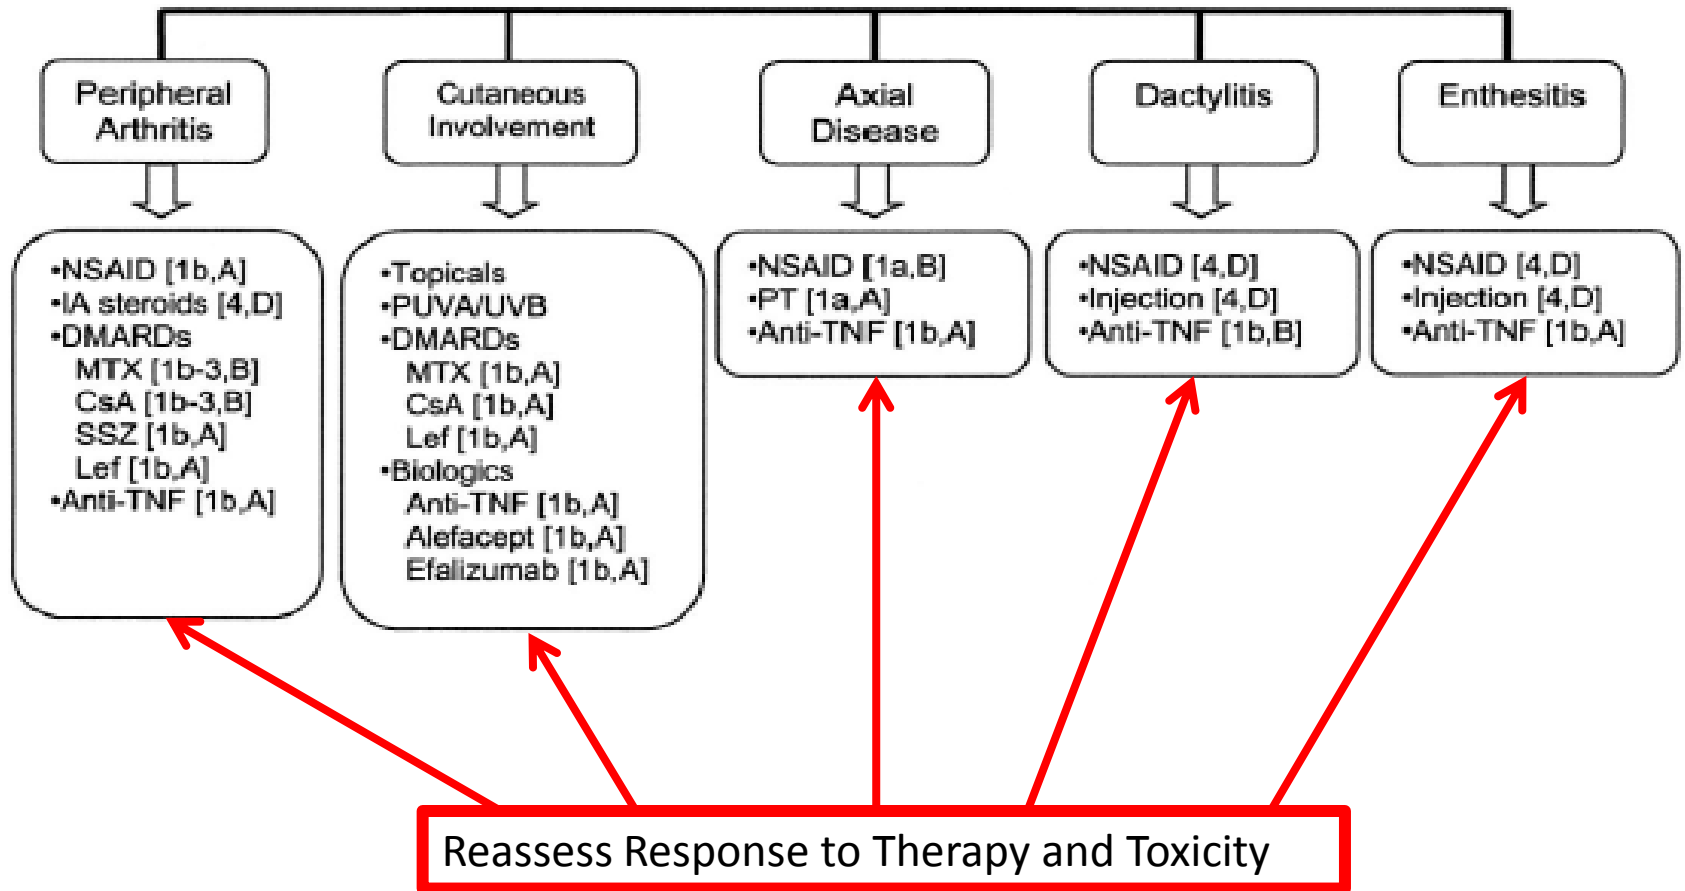 Peripheral
Arthritis
Cutaneous
Involvement
Axial
Disease
Dactylitis
Enthesitis
•NSAID [1b,A]
•IA steroids [4,D]
•DMARDs
MTX [1b-3,B]
CsA [1b-3,B]
SSZ [1b,A]
Lef [1b,A]
•Anti-TNF [1b,A]
•Topicals
•PUVA/UVB
•DMARDs
MTX [1b,A]
CsA [1b,A]
Lef [1b,A]
•Biologics
Anti-TNF [1b,A]
Alefacept [1b,A]
Efalizumab [1b,A]
•NSAID [1a,B]
•PT [1a,A]
•Anti-TNF [1b,A]
•NSAID [4,D]
•Injection [4,D]
•Anti-TNF [1b,B]
•NSAID [4,D]
•Injection [4,D]
•Anti-TNF [1b,A]
Reassess Response to Therapy and Toxicity